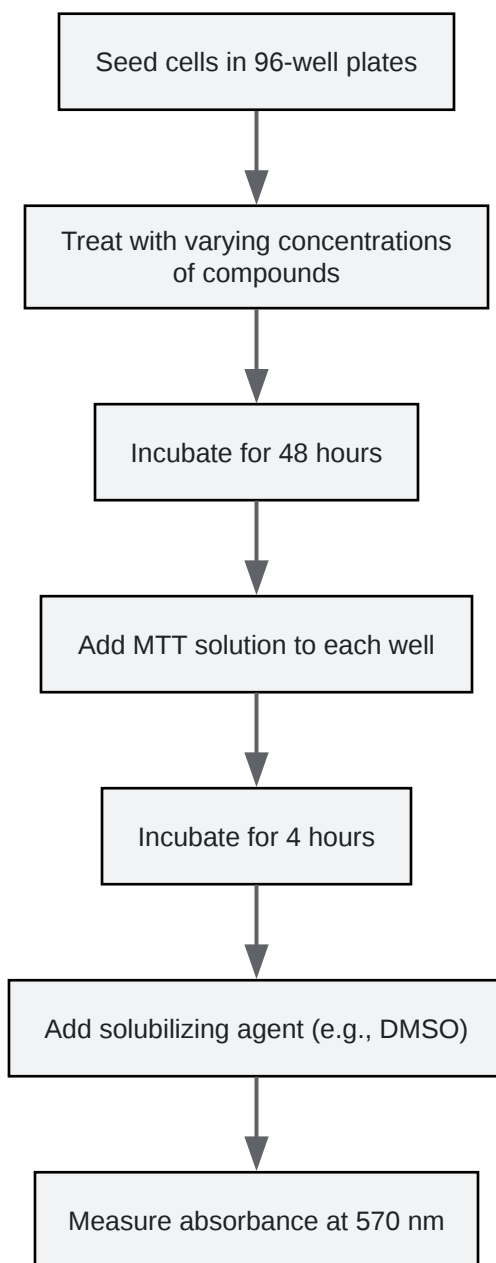 Seed cells in 96-well plates
Treat with varying concentrations
of compounds
Incubate for 48 hours
Add MTT solution to each well
Incubate for 4 hours
Add solubilizing agent (e.g., DMSO)
Measure absorbance at 570 nm